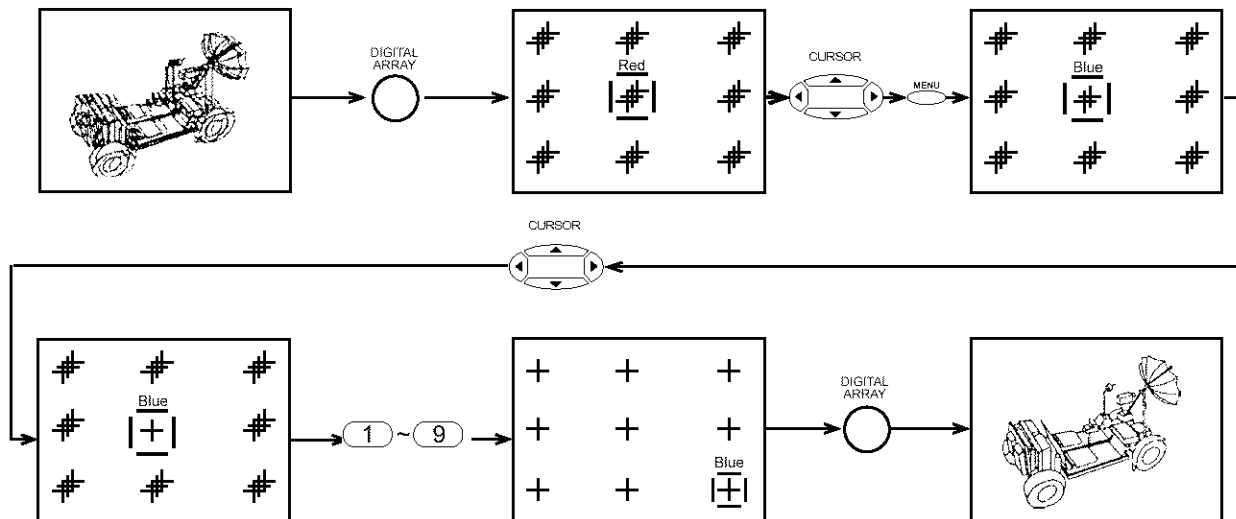 DIGITAL
ARRAY
Red
CURSOR
MENU
Blue
CURSOR
Blue
1 ~ 9
Blue
DIGITAL
ARRAY